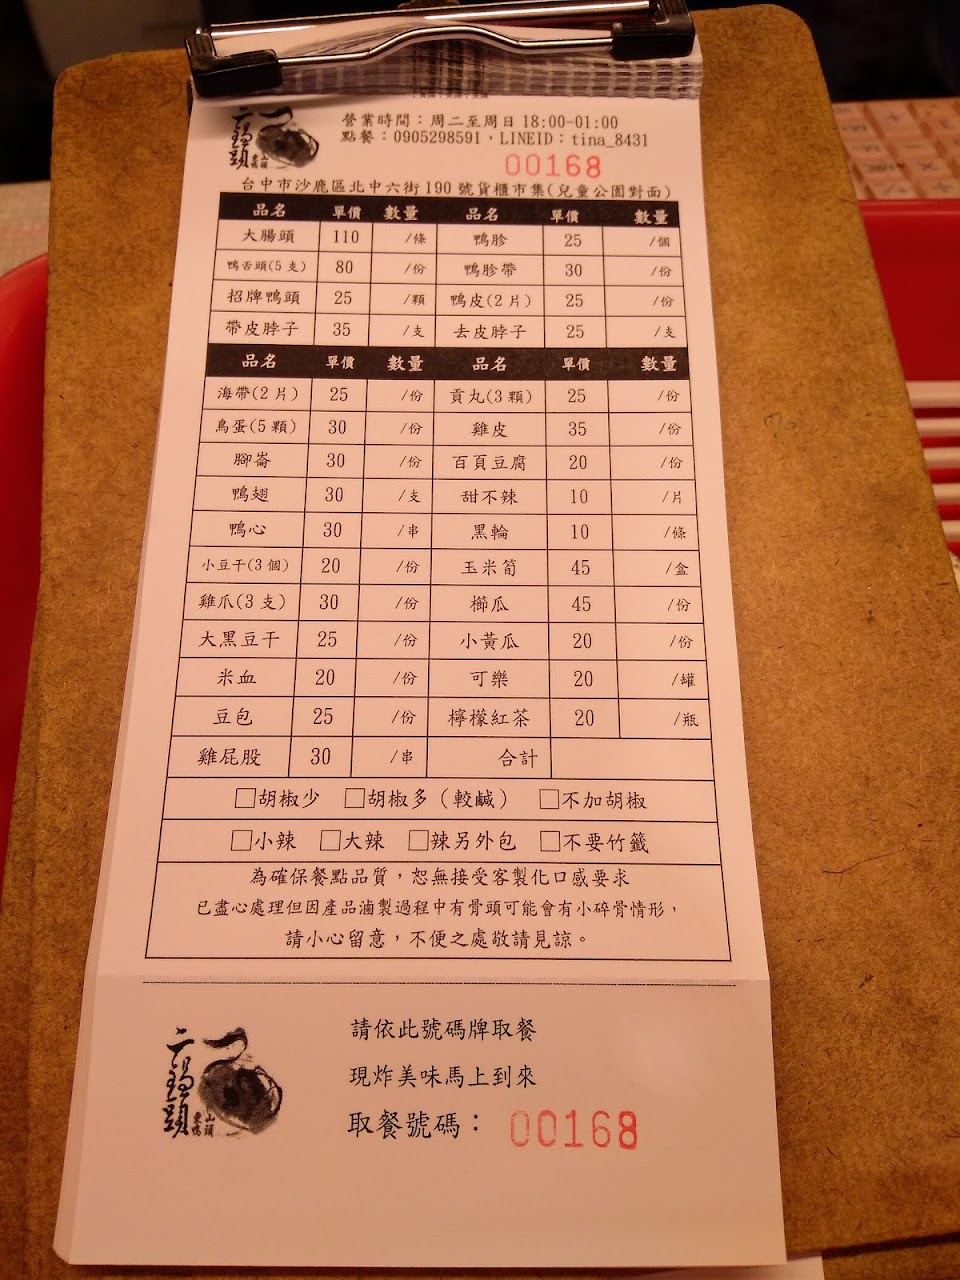 二鍋頭
東山鴨頭
營業時間：周二至周日 18:00-01:00
點餐：0905298591，LINEID：tina_8431
00168
台中市沙鹿區北中六街190號貨櫃市集(兒童公園對面)
品名 單價 數量 品名 單價 數量
大腸頭 110 /條 鴨胗 25 /個
鴨舌頭(5支) 80 /份 鴨胗帶 30 /份
招牌鴨頭 25 /顆 鴨皮(2片) 25 /份
帶皮脖子 35 /支 去皮脖子 25 /支
品名 單價 數量 品名 單價 數量
海帶(2片) 25 /份 貢丸(3顆) 25 /份
鳥蛋(5顆) 30 /份 雞皮 35 /份
腳崙 30 /份 百頁豆腐 20 /份
鴨翅 30 /支 甜不辣 10 /片
鴨心 30 /串 黑輪 10 /條
小豆干(3個) 20 /份 玉米筍 45 /盒
雞爪(3支) 30 /份 櫛瓜 45 /份
大黑豆干 25 /份 小黃瓜 20 /份
米血 20 /份 可樂 20 /罐
豆包 25 /份 檸檬紅茶 20 /瓶
雞屁股 30 /串 合計
□胡椒少 □胡椒多（較鹹） □不加胡椒
□小辣 □大辣 □辣另外包 □不要竹籤
為確保餐點品質，恕無接受客製化口感要求
已盡心處理但因產品滷製過程中有骨頭可能會有小碎骨情形，
請小心留意，不便之處敬請見諒。
二鍋頭
東山鴨頭
請依此號碼牌取餐
現炸美味馬上到來
取餐號碼： 00168